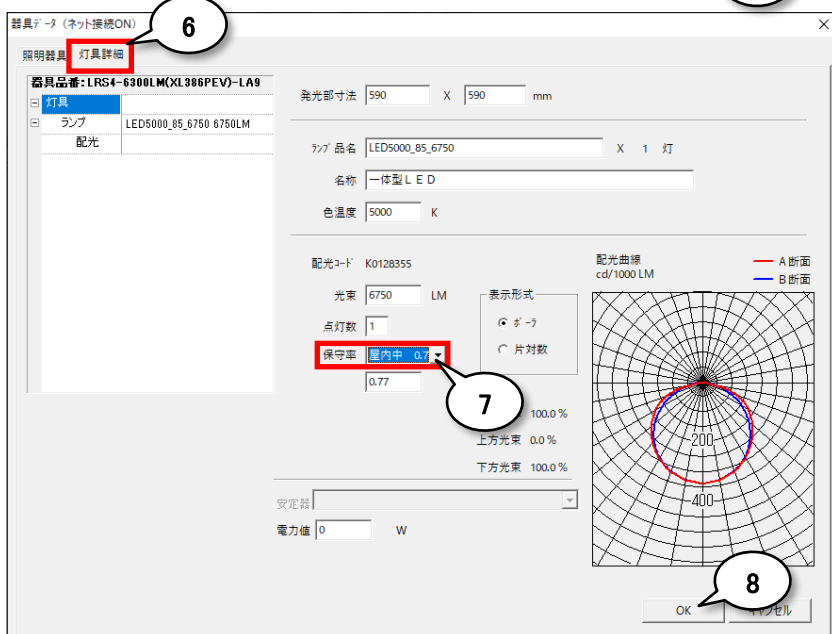 器具ﾃﾞｰﾀ (ネット接続ON)
6
照明器具 灯具詳細
器具品番:LRS4-6300LM(XL386PEV)-LA9
灯具
ランプ LED5000_85_6750 6750LM
配光
発光部寸法 590 X 590 mm
ﾗﾝﾌﾟ品名 LED5000_85_6750 X 1 灯
名称 一体型ＬＥＤ
色温度 5000 K
配光ｺｰﾄﾞ K0128355
光束 6750 LM
点灯数 1
保守率 屋内中 0.7
0.77
表示形式
ﾎﾟｰﾗ
片対数
7
100.0 %
上方光束 0.0 %
下方光束 100.0 %
配光曲線
cd/1000 LM
A 断面
B 断面
200
400
安定器
電力値 0 W
8
OK
キャンセル